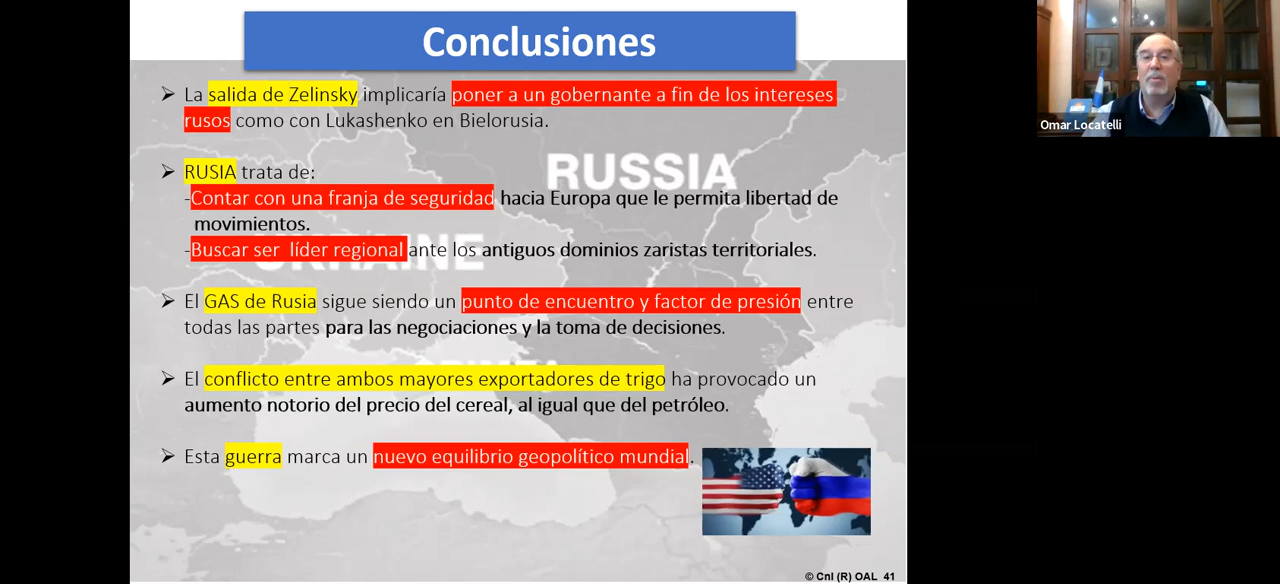 Conclusiones
➢ La salida de Zelinsky implicaría poner a un gobernante a fin de los intereses
rusos como con Lukashenko en Bielorusia.
➢ RUSIA trata de:
-Contar con una franja de seguridad hacia Europa que le permita libertad de
movimientos.
-Buscar ser líder regional ante los antiguos dominios zaristas territoriales.
➢ El GAS de Rusia sigue siendo un punto de encuentro y factor de presión entre
todas las partes para las negociaciones y la toma de decisiones.
➢ El conflicto entre ambos mayores exportadores de trigo ha provocado un
aumento notorio del precio del cereal, al igual que del petróleo.
➢ Esta guerra marca un nuevo equilibrio geopolítico mundial.
RUSSIA
UKRAINE
© Cnl (R) OAL 41
Omar Locatelli